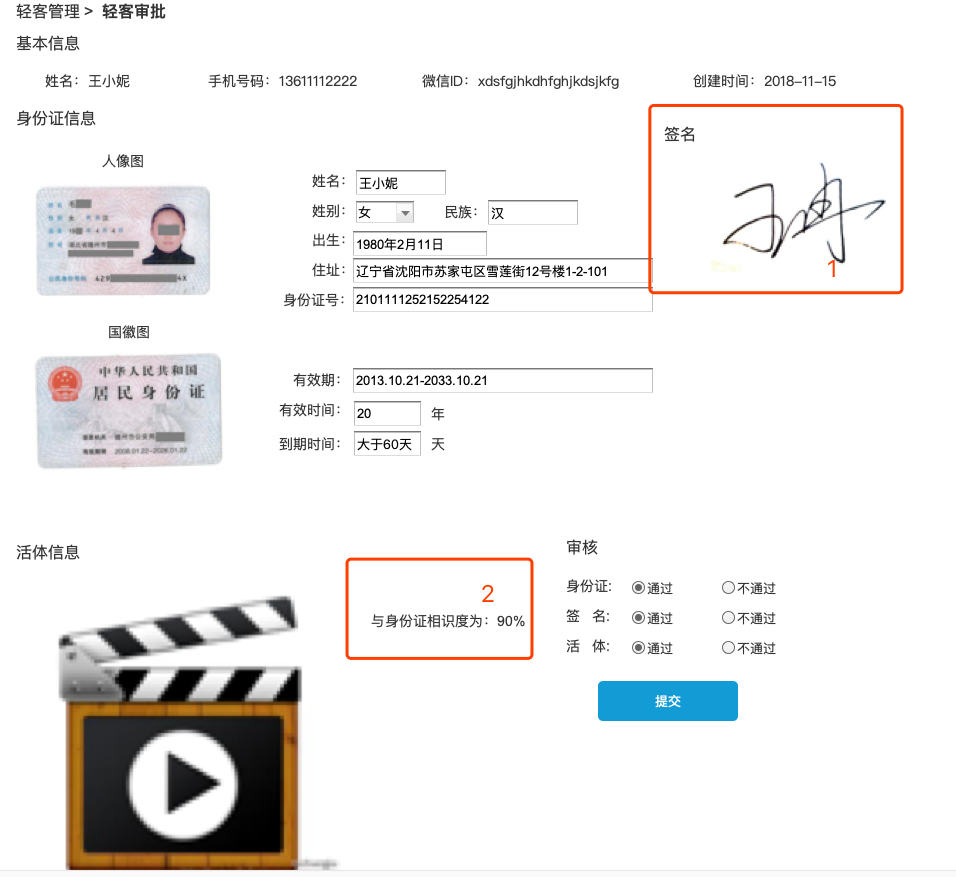 轻客管理 > 轻客审批
基本信息
姓名：王小妮 手机号码：13611112222 微信ID：xdsfgjhkdhfghjkdsjkfg 创建时间：2018-11-15
身份证信息
签名
1
人像图
姓名：王小妮
姓别：女 民族：汉
出生：1980年2月11日
住址：辽宁省沈阳市苏家屯区雪莲街12号楼1-2-101
身份证号：2101111252152254122
国徽图
中华人民共和国
居民身份证
有效期：2013.10.21-2033.10.21
有效时间：20 年
到期时间：大于60天 天
活体信息
2
与身份证相识度为：90%
审核
身份证：通过 不通过
签 名：通过 不通过
活 体：通过 不通过
提交